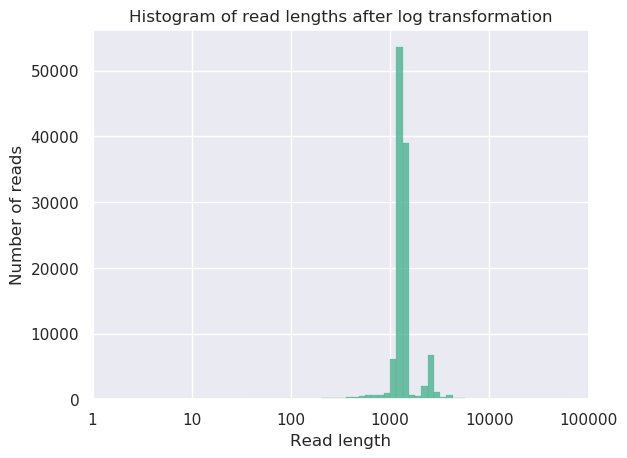 Histogram of read lengths after log transformation
Number of reads
50000
40000
30000
20000
10000
0
1 10 100 1000 10000 100000
Read length